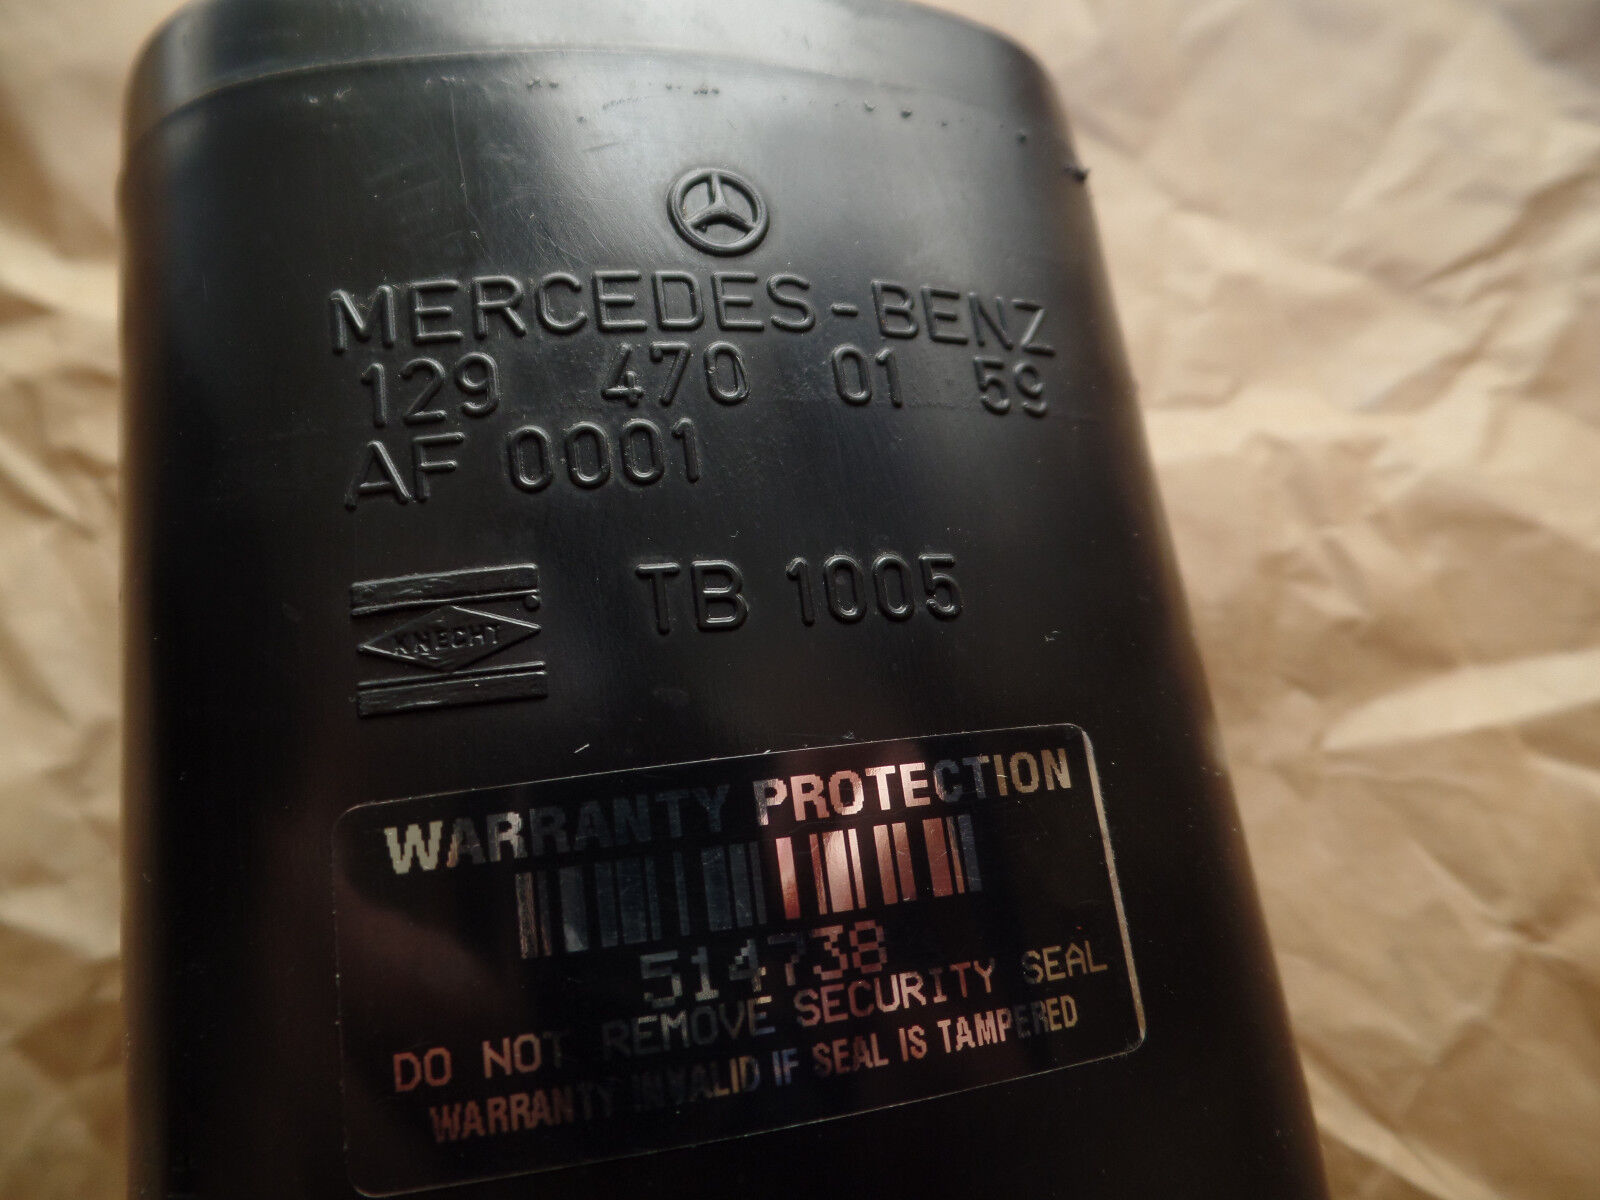 MERCEDES-BENZ
129 470 01 59
AF 0001
KNECHT
TB 1005
WARRANTY PROTECTION
514738
DO NOT REMOVE SECURITY SEAL
WARRANTY INVALID IF SEAL IS TAMPERED